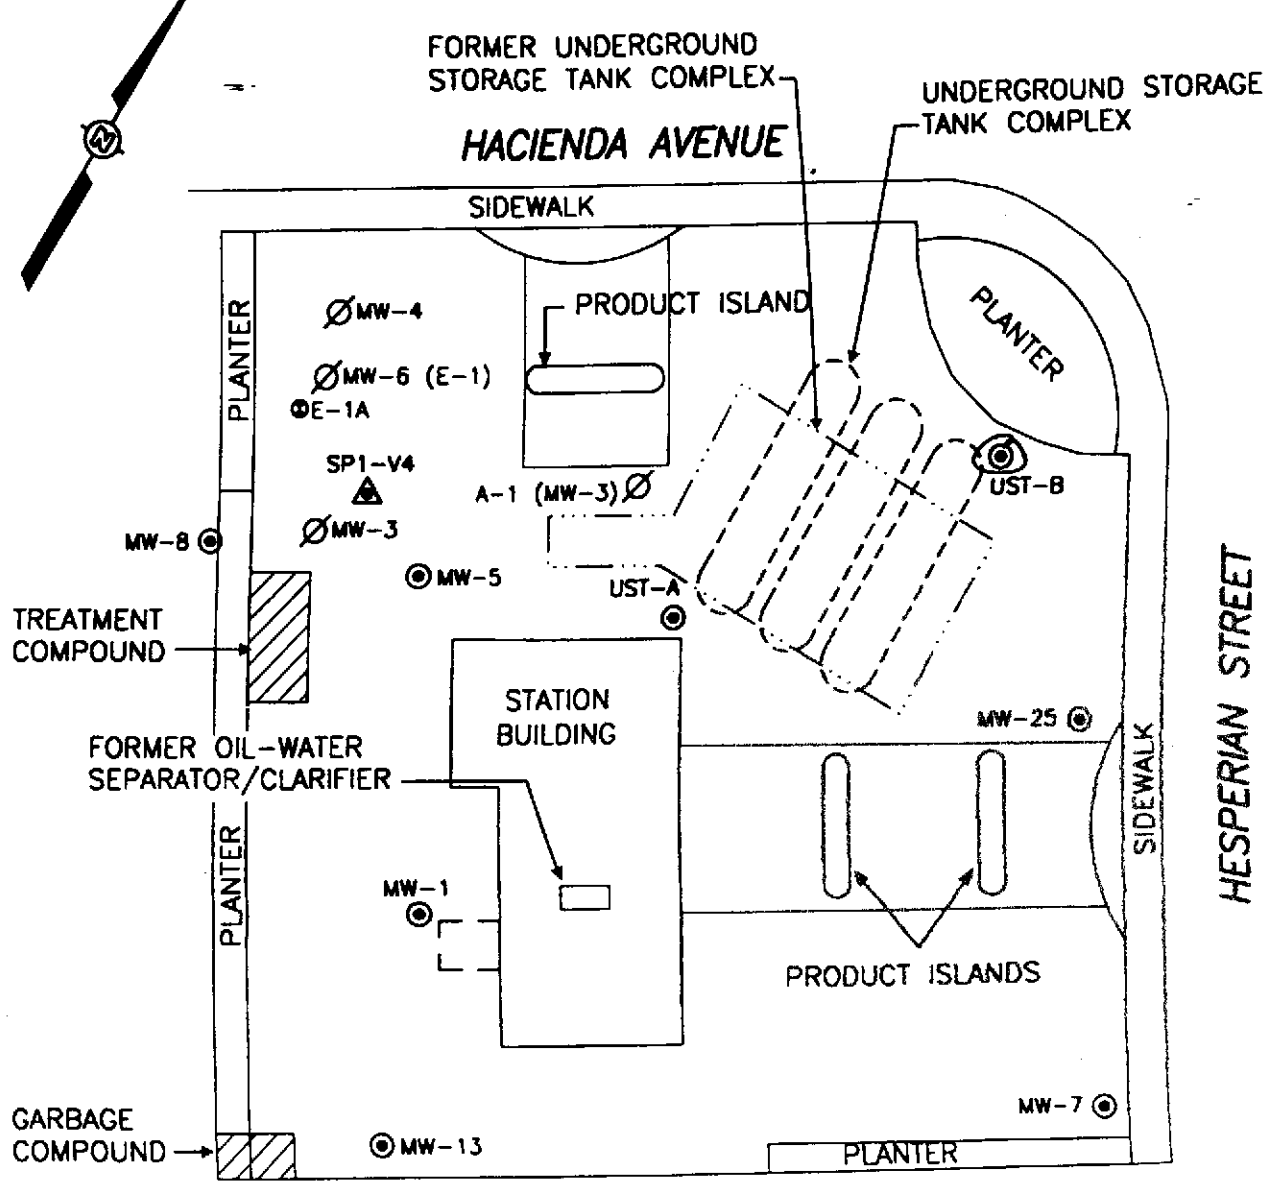 FORMER UNDERGROUND
STORAGE TANK COMPLEX
UNDERGROUND STORAGE
TANK COMPLEX
HACIENDA AVENUE
SIDEWALK
PLANTER
MW-4
PRODUCT ISLAND
PLANTER
MW-6 (E-1)
E-1A
SP1-V4
A-1 (MW-3)
UST-B
MW-8
MW-3
MW-5
UST-A
TREATMENT
COMPOUND
HESPERIAN STREET
STATION
BUILDING
MW-25
FORMER OIL-WATER
SEPARATOR/CLARIFIER
SIDEWALK
PLANTER
MW-1
PRODUCT ISLANDS
MW-7
GARBAGE
COMPOUND
MW-13
PLANTER